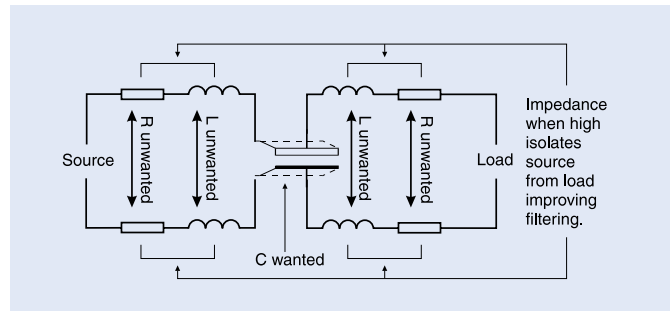 Source
R unwanted
L unwanted
C wanted
L unwanted
R unwanted
Load
Impedance
when high
isolates
source
from load
improving
filtering.